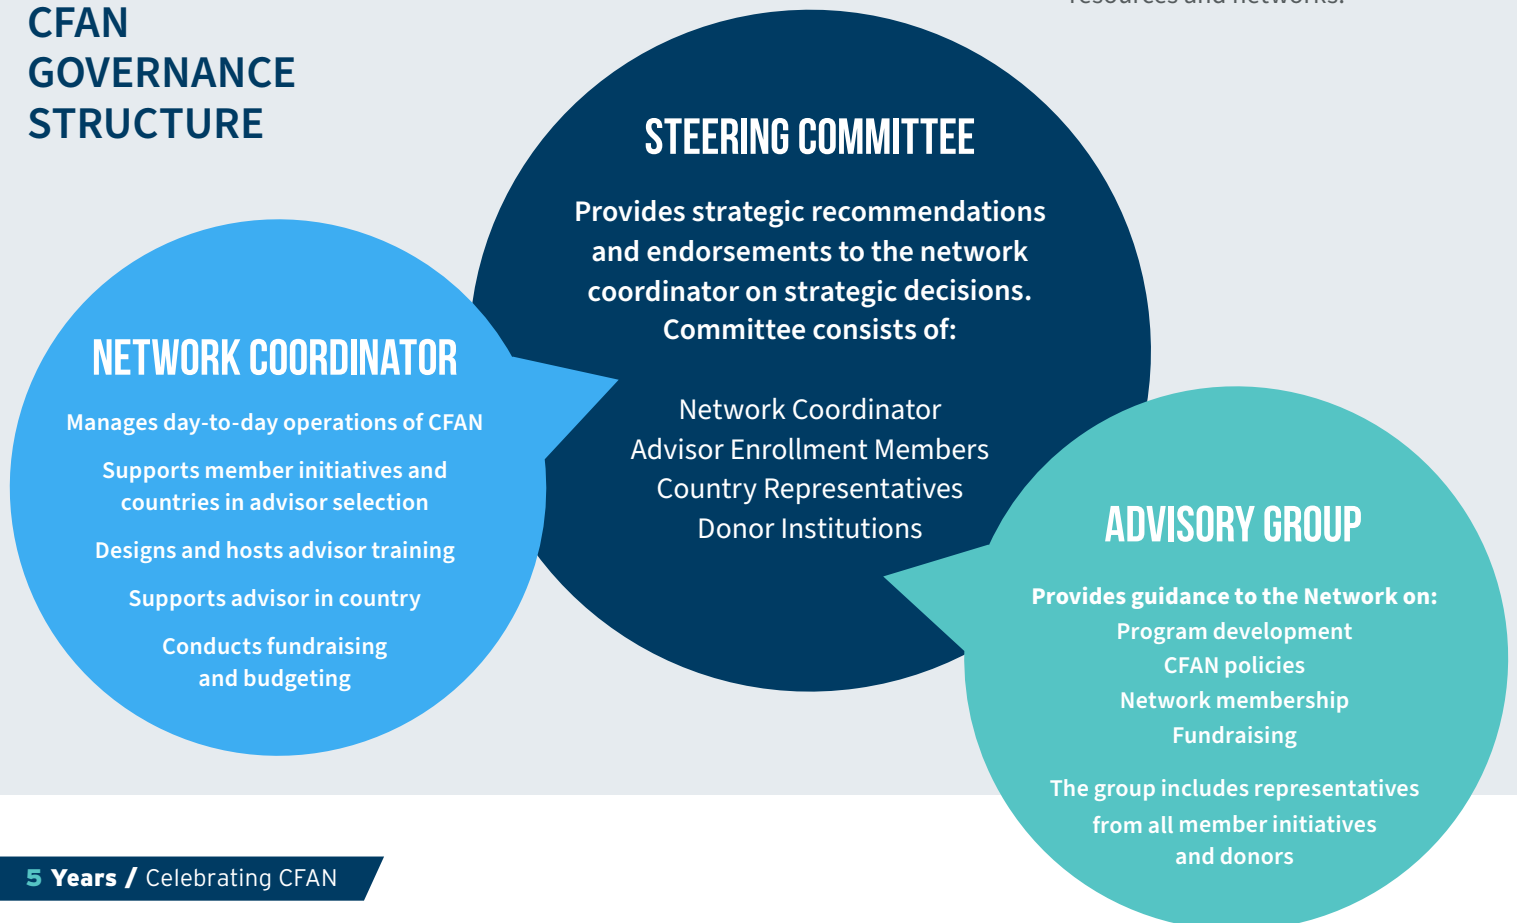 resources and networks.
CFAN
GOVERNANCE
STRUCTURE
STEERING COMMITTEE
Provides strategic recommendations
and endorsements to the network
coordinator on strategic decisions.
Committee consists of:
Network Coordinator
Advisor Enrollment Members
Country Representatives
Donor Institutions
NETWORK COORDINATOR
Manages day-to-day operations of CFAN
Supports member initiatives and
countries in advisor selection
Designs and hosts advisor training
Supports advisor in country
Conducts fundraising
and budgeting
ADVISORY GROUP
Provides guidance to the Network on:
Program development
CFAN policies
Network membership
Fundraising
The group includes representatives
from all member initiatives
and donors
5 Years / Celebrating CFAN